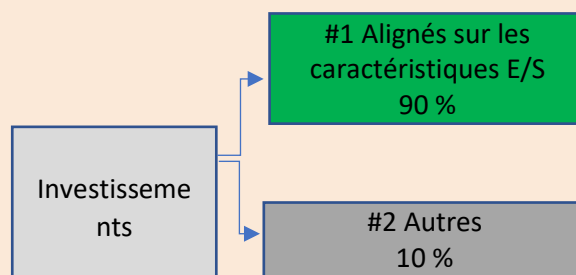 #1 Alignés sur les
caractéristiques E/S
90 %
Investisseme
nts
#2 Autres
10 %